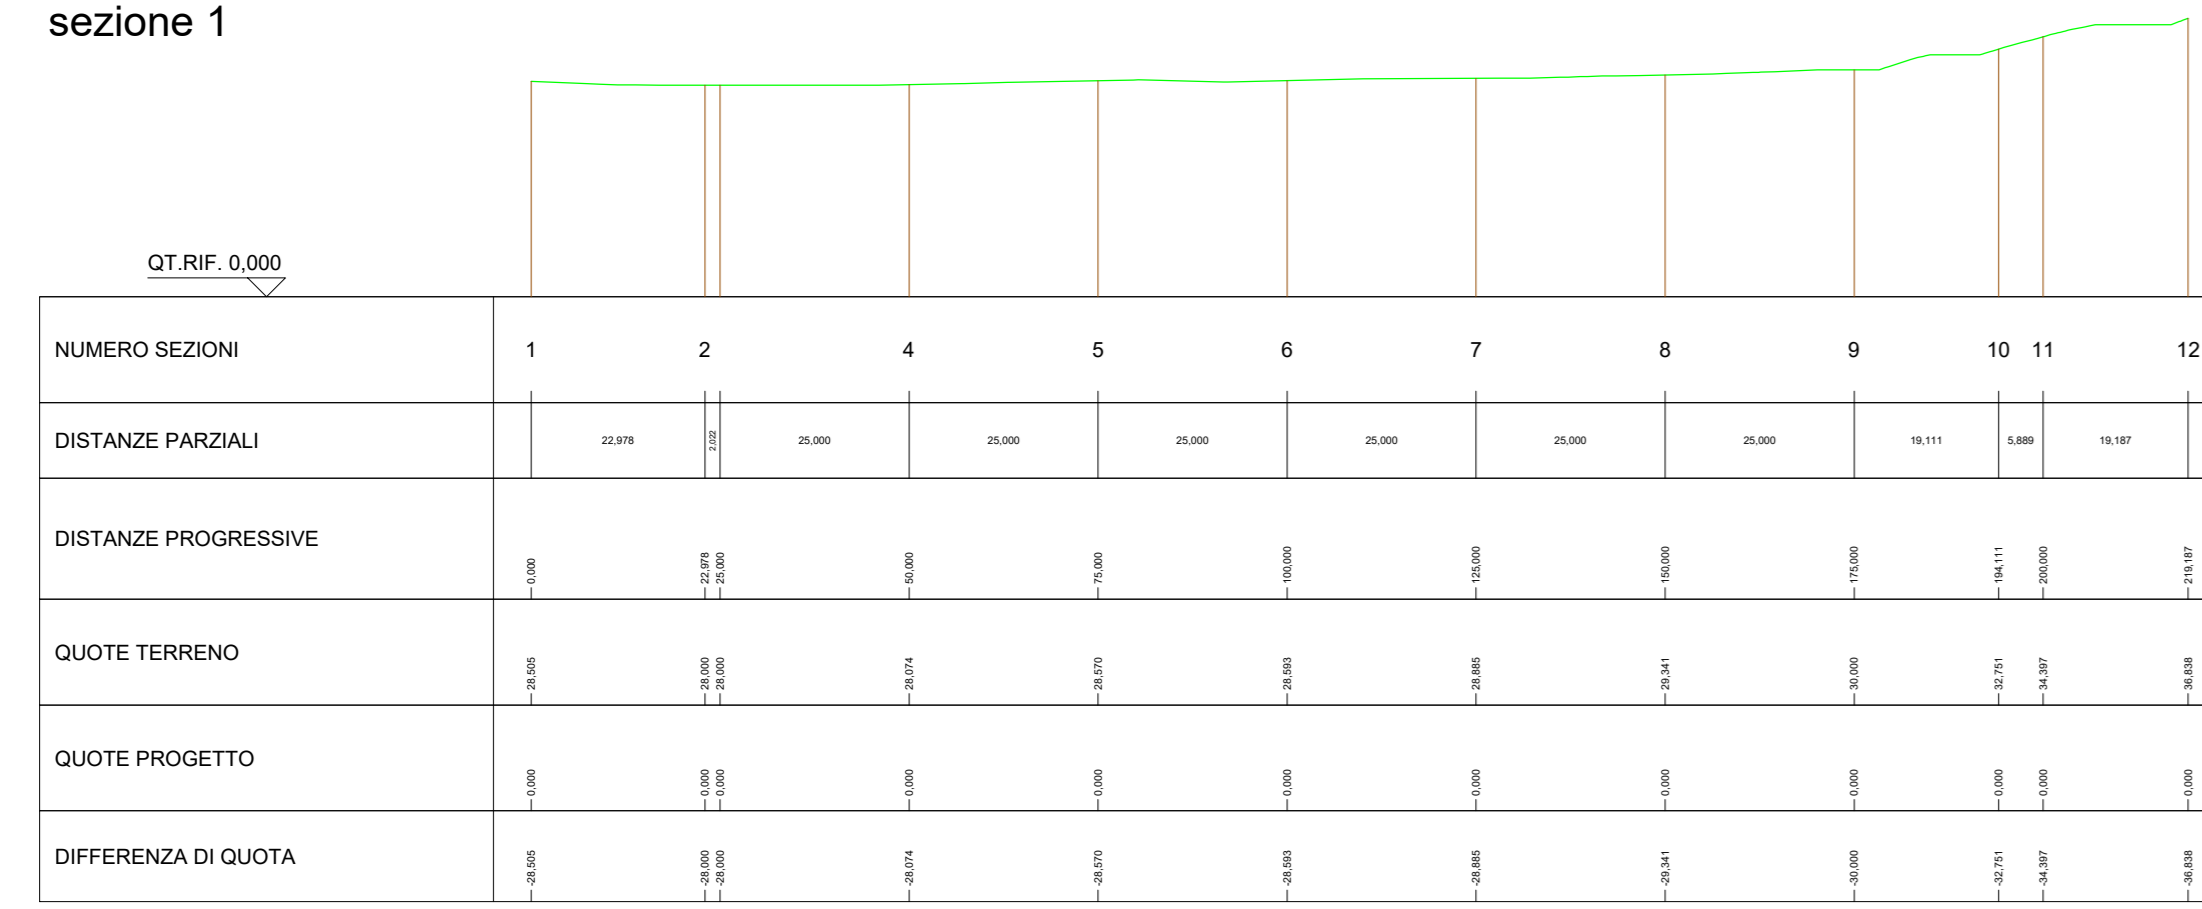 sezione 1
QT.RIF. 0,000
NUMERO SEZIONI 1 2 4 5 6 7 8 9 10 11 12
DISTANZE PARZIALI 22,978 2,022 25,000 25,000 25,000 25,000 25,000 25,000 19,111 5,889 19,187
DISTANZE PROGRESSIVE 0,000 22,978 25,000 50,000 75,000 100,000 125,000 150,000 175,000 194,111 200,000 219,187
QUOTE TERRENO 28,505 28,000 28,000 28,074 28,570 28,593 28,885 29,341 30,000 32,751 34,397 36,838
QUOTE PROGETTO 0,000 0,000 0,000 0,000 0,000 0,000 0,000 0,000 0,000 0,000 0,000 0,000
DIFFERENZA DI QUOTA -28,505 -28,000 -28,000 -28,074 -28,570 -28,593 -28,885 -29,341 -30,000 -32,751 -34,397 -36,838